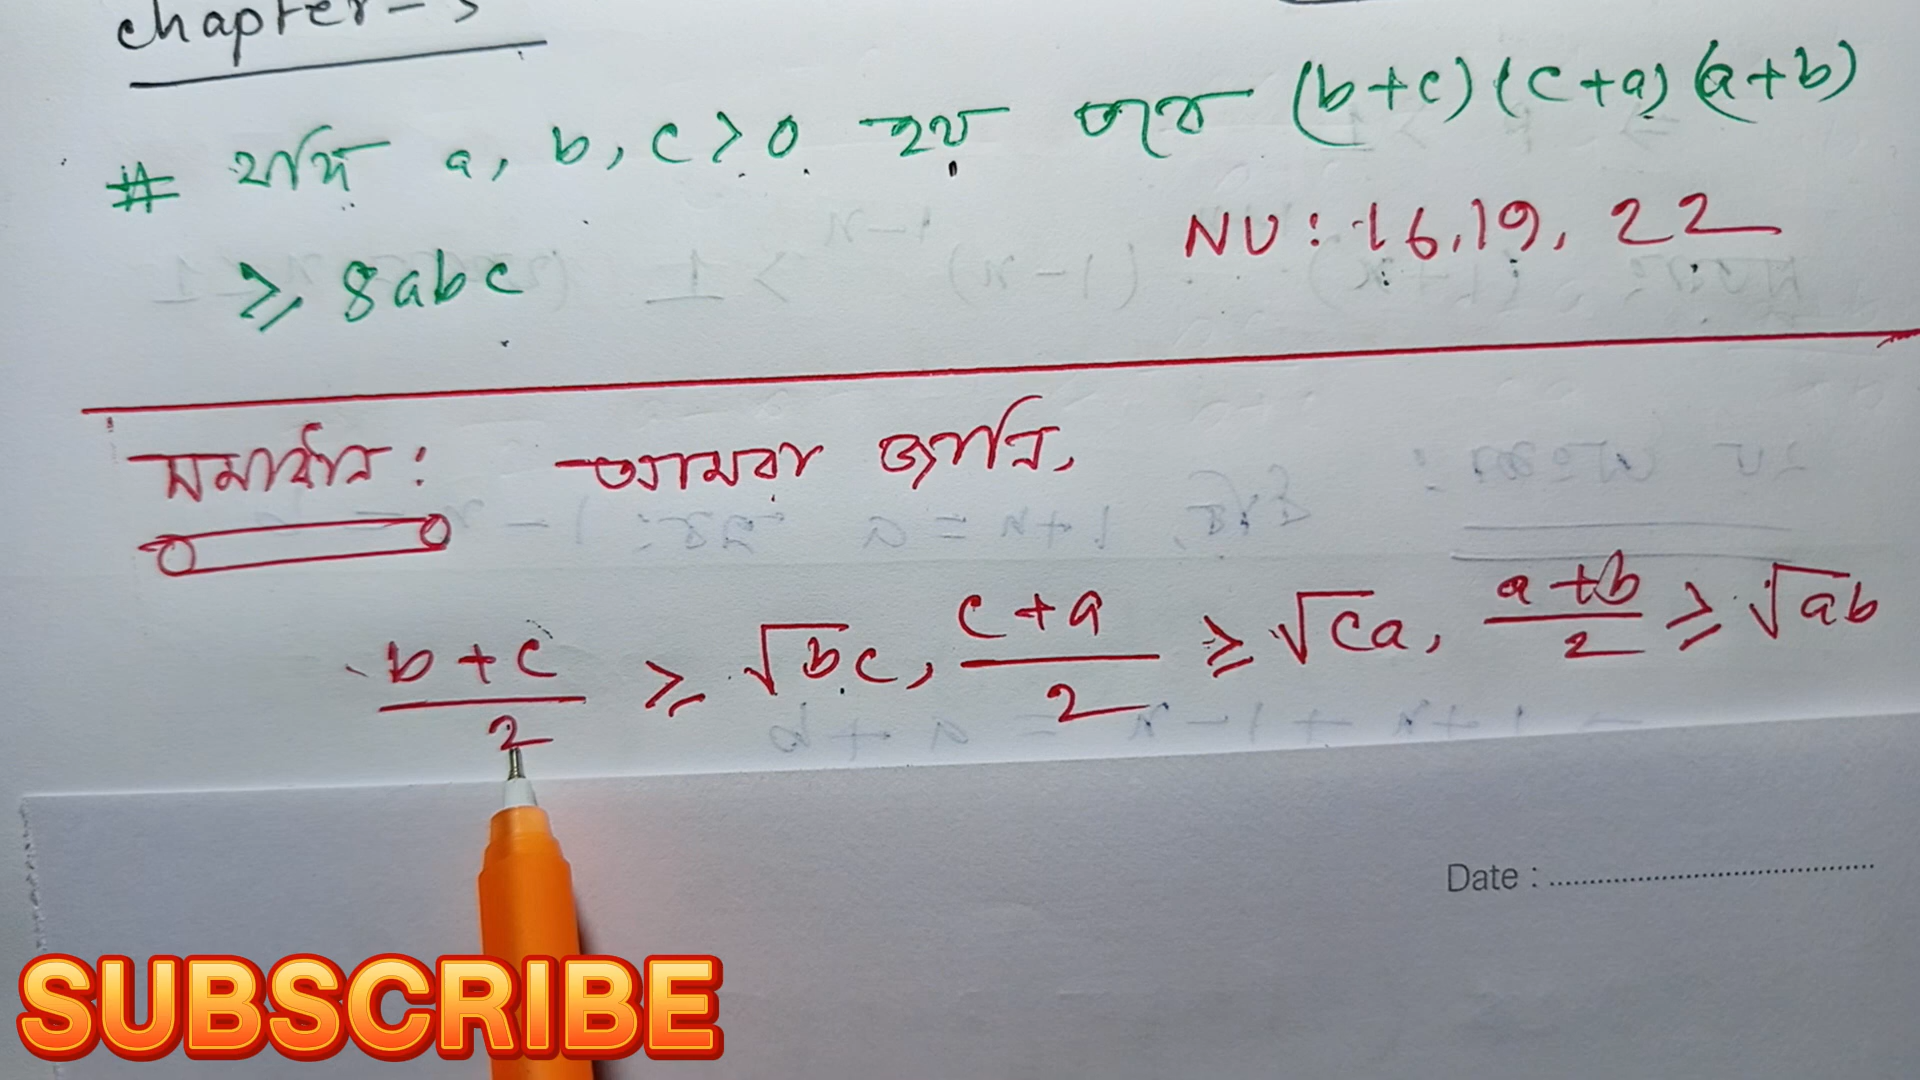 chapter-3
# যদি a, b, c > 0 হয় তবে (b+c) (c+a) (a+b)
≥ 8abc
NU : 16, 19, 22
সমাধান : আমরা জানি,
b+c/2 ≥ √bc, c+a/2 ≥ √ca, a+b/2 ≥ √ab
Date :
SUBSCRIBE